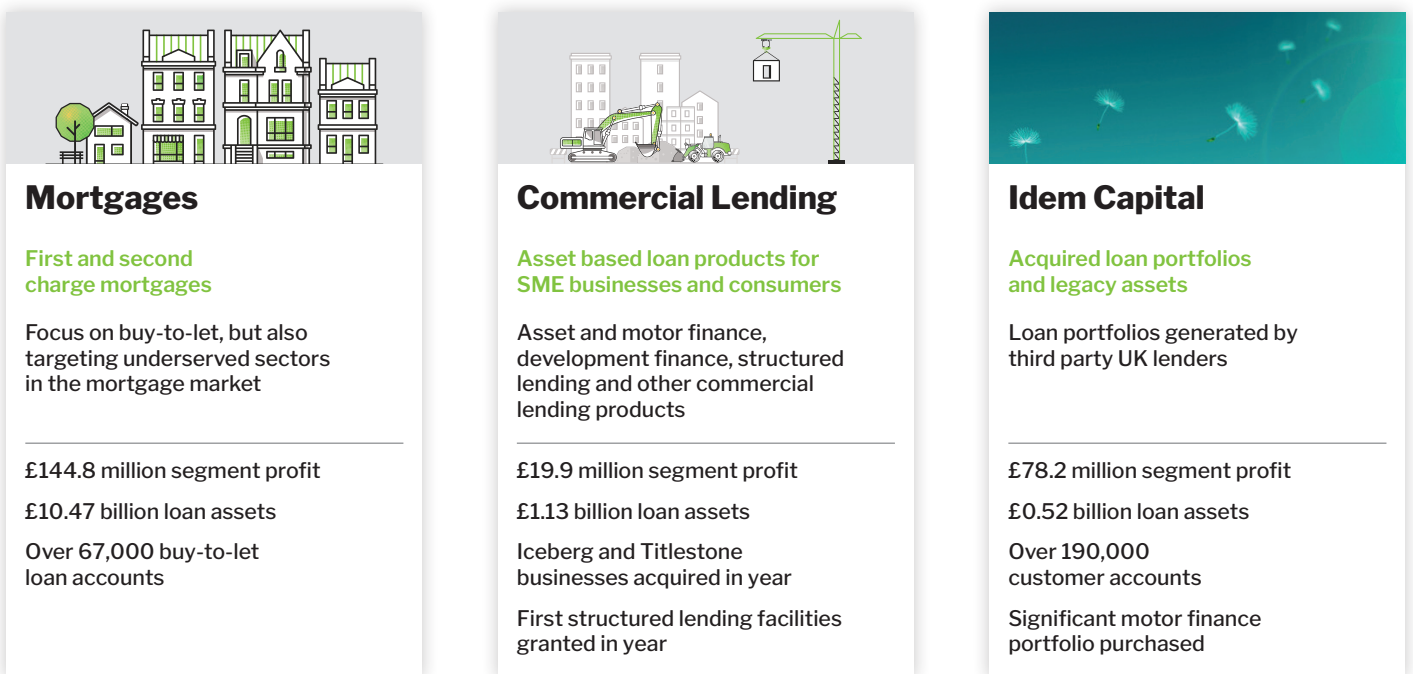 Mortgages
First and second
charge mortgages
Focus on buy-to-let, but also
targeting underserved sectors
in the mortgage market
£144.8 million segment profit
£10.47 billion loan assets
Over 67,000 buy-to-let
loan accounts
Commercial Lending
Asset based loan products for
SME businesses and consumers
Asset and motor finance,
development finance, structured
lending and other commercial
lending products
£19.9 million segment profit
£1.13 billion loan assets
Iceberg and Titlestone
businesses acquired in year
First structured lending facilities
granted in year
Idem Capital
Acquired loan portfolios
and legacy assets
Loan portfolios generated by
third party UK lenders
£78.2 million segment profit
£0.52 billion loan assets
Over 190,000
customer accounts
Significant motor finance
portfolio purchased